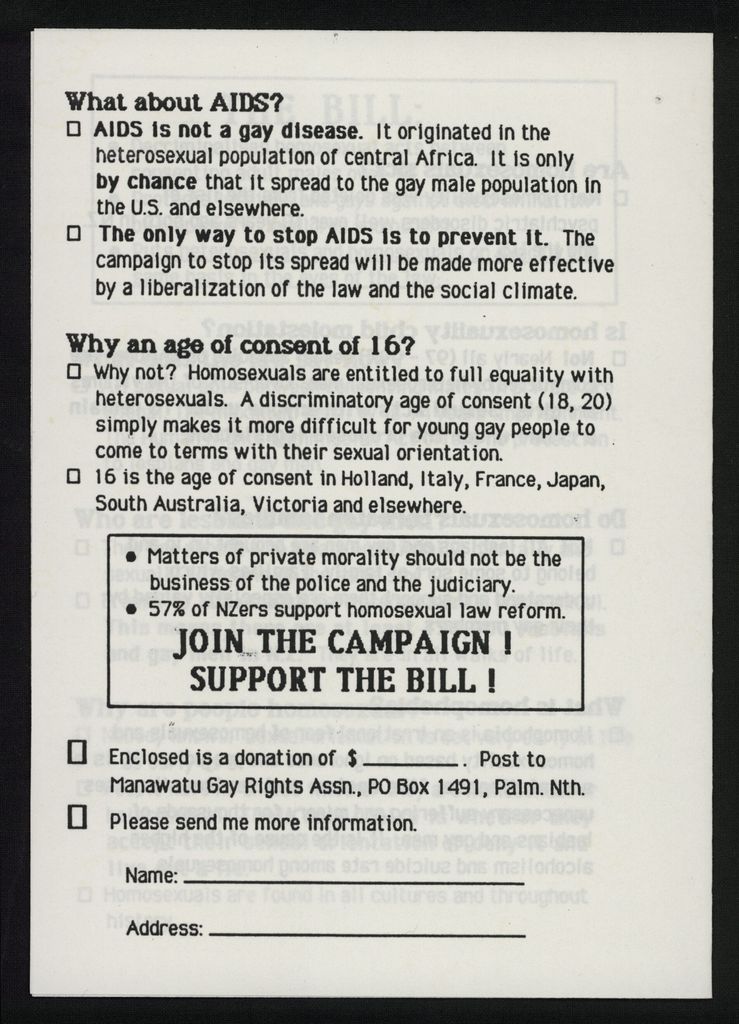 What about AIDS?
□ AIDS is not a gay disease. It originated in the
heterosexual population of central Africa. It is only
by chance that it spread to the gay male population in
the U.S. and elsewhere.
□ The only way to stop AIDS is to prevent it. The
campaign to stop its spread will be made more effective
by a liberalization of the law and the social climate.
Why an age of consent of 16?
□ Why not? Homosexuals are entitled to full equality with
heterosexuals. A discriminatory age of consent (18, 20)
simply makes it more difficult for young gay people to
come to terms with their sexual orientation.
□ 16 is the age of consent in Holland, Italy, France, Japan,
South Australia, Victoria and elsewhere.
• Matters of private morality should not be the
business of the police and the judiciary.
• 57% of NZers support homosexual law reform.
JOIN THE CAMPAIGN !
SUPPORT THE BILL !
□ Enclosed is a donation of $ ______ . Post to
Manawatu Gay Rights Assn., PO Box 1491, Palm. Nth.
□ Please send me more information.
Name: ______________________
Address: ____________________